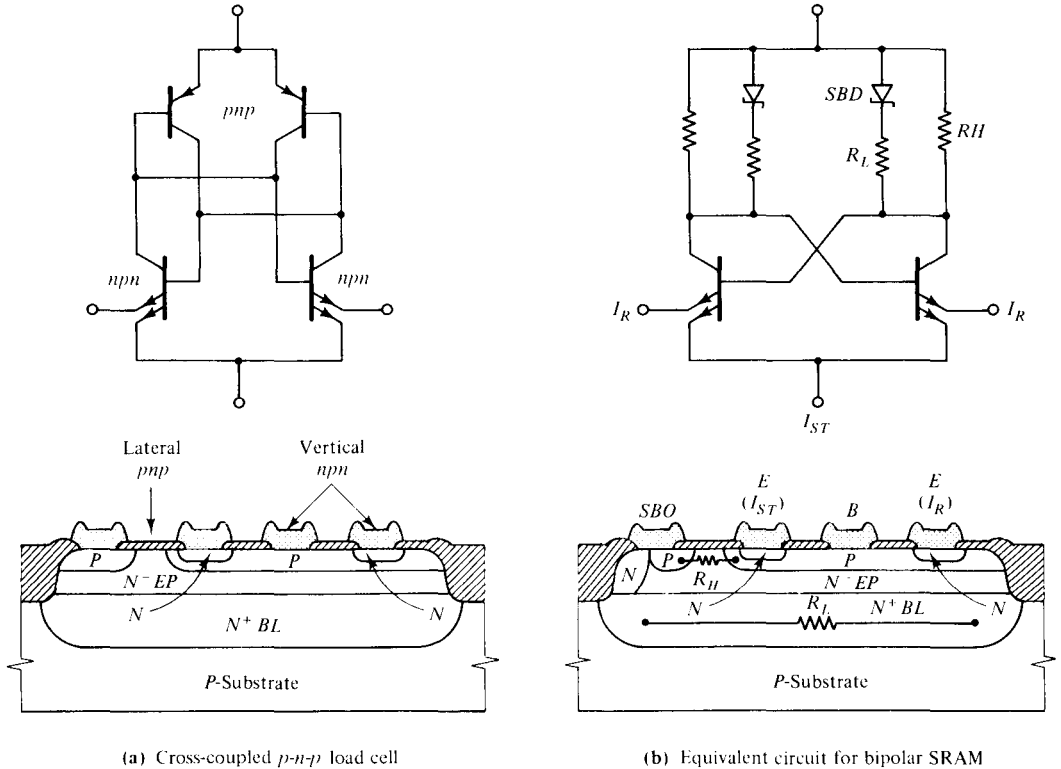 pnp
npn
npn
Lateral
pnp
Vertical
npn
P
P
N⁻ EP
N
N
N⁺ BL
P-Substrate
(a) Cross-coupled p-n-p load cell
SBD
RH
R_L
I_R
I_R
I_ST
SBO
E
(I_ST)
B
E
(I_R)
N
P
R_H
P
N⁻ EP
N
R_L
N⁺ BL
N
P-Substrate
(b) Equivalent circuit for bipolar SRAM